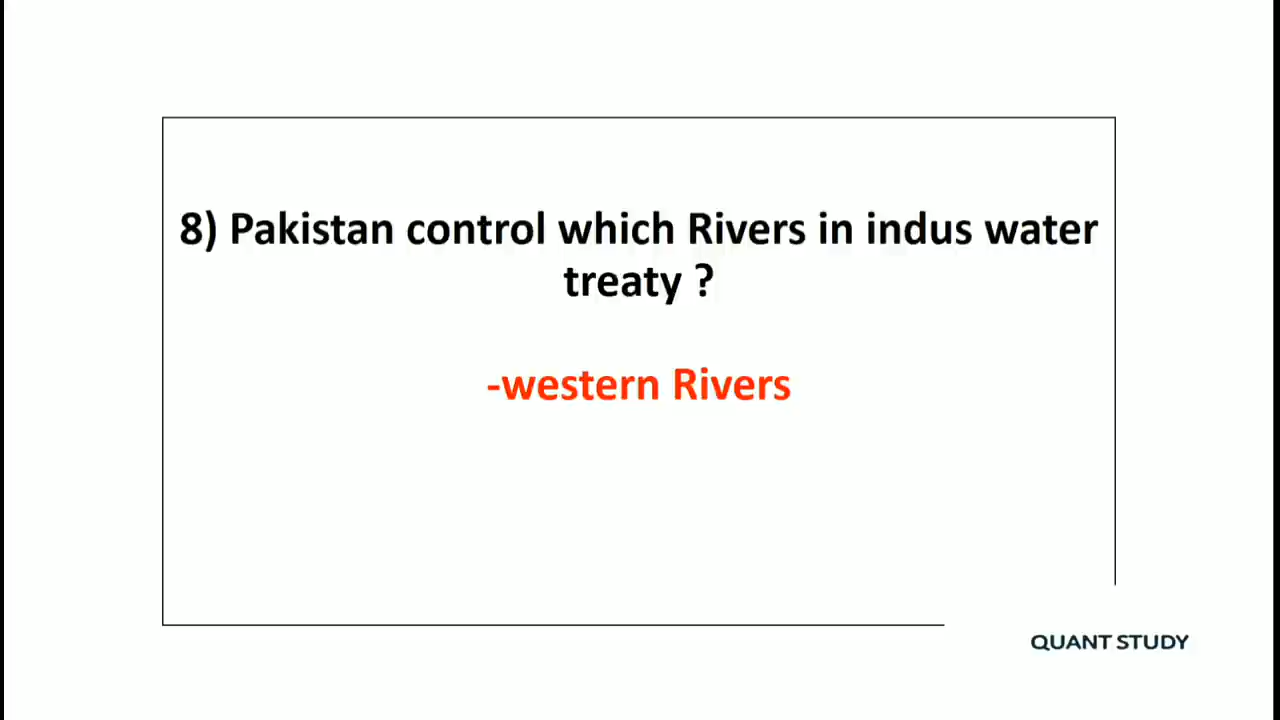 8) Pakistan control which Rivers in indus water
treaty ?
-western Rivers
QUANT STUDY